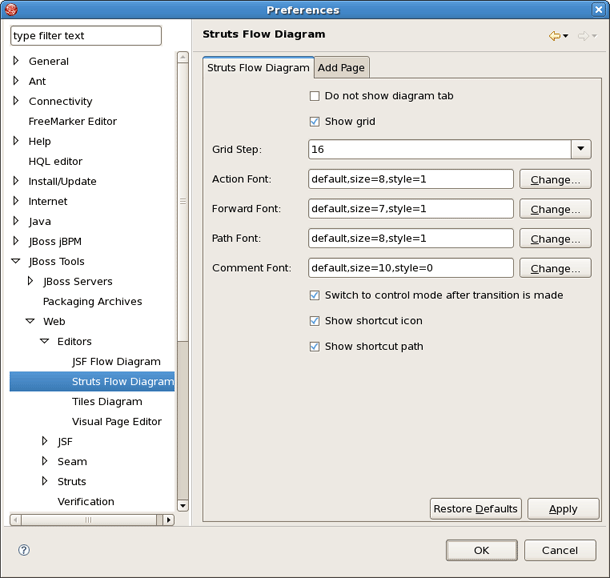 Preferences
type filter text
General
Ant
Connectivity
FreeMarker Editor
Help
HQL editor
Install/Update
Internet
Java
JBoss jBPM
JBoss Tools
JBoss Servers
Packaging Archives
Web
Editors
JSF Flow Diagram
Struts Flow Diagram
Tiles Diagram
Visual Page Editor
JSF
Seam
Struts
Verification
Struts Flow Diagram
Struts Flow Diagram Add Page
Do not show diagram tab
Show grid
Grid Step: 16
Action Font: default,size=8,style=1 Change...
Forward Font: default,size=7,style=1 Change...
Path Font: default,size=8,style=1 Change...
Comment Font: default,size=10,style=0 Change...
Switch to control mode after transition is made
Show shortcut icon
Show shortcut path
Restore Defaults Apply
? OK Cancel